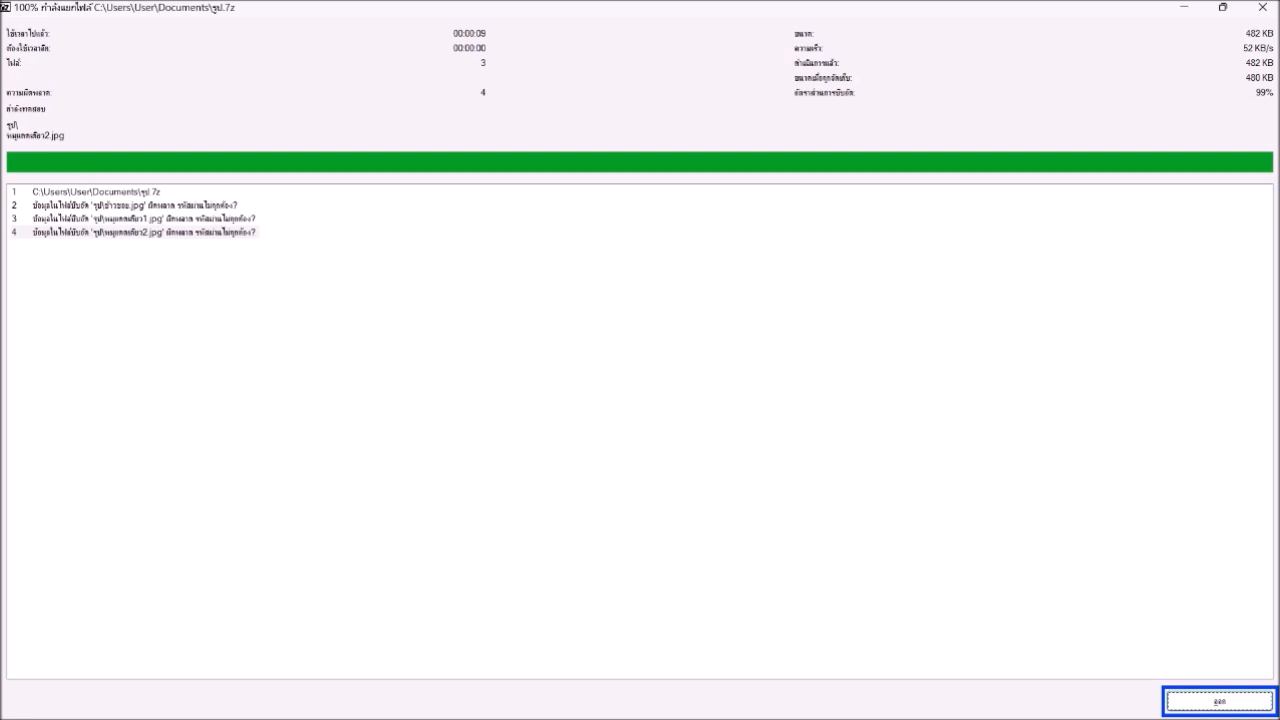 100% กำลังแยกไฟล์ C:\Users\User\Documents\รูป.7z
ใช้เวลาไปแล้ว: 00:00:09
ต้องใช้เวลาอีก: 00:00:00
ไฟล์: 3
ความผิดพลาด: 4
กำลังทดสอบ
รูป\
หมูแดดเดียว2.jpg
ขนาด: 482 KB
ความเร็ว: 52 KB/s
ดำเนินการแล้ว: 482 KB
ขนาดเมื่อถูกจัดเก็บ: 480 KB
อัตราส่วนการบีบอัด: 99%
1 C:\Users\User\Documents\รูป.7z
2 ข้อมูลในไฟล์บีบอัด 'รูป\ข้าวซอย.jpg' ผิดพลาด รหัสผ่านไม่ถูกต้อง?
3 ข้อมูลในไฟล์บีบอัด 'รูป\หมูแดดเดียว1.jpg' ผิดพลาด รหัสผ่านไม่ถูกต้อง?
4 ข้อมูลในไฟล์บีบอัด 'รูป\หมูแดดเดียว2.jpg' ผิดพลาด รหัสผ่านไม่ถูกต้อง?
ออก